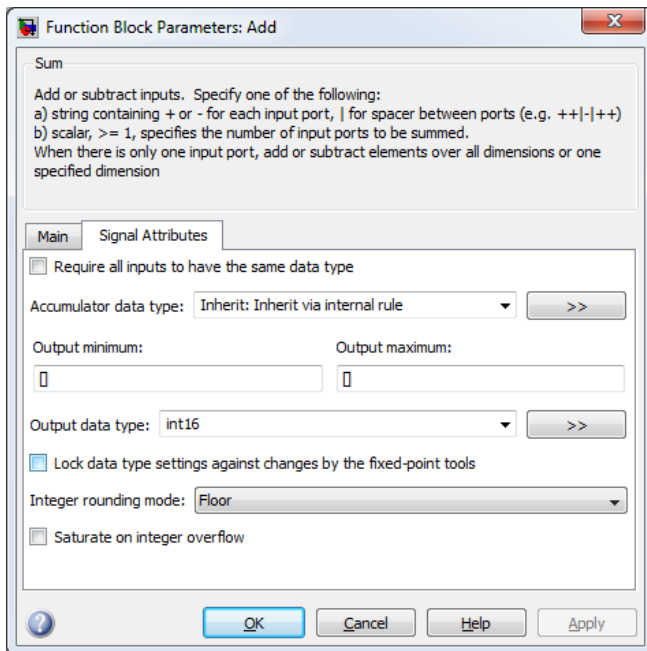 Function Block Parameters: Add
Sum
Add or subtract inputs.  Specify one of the following:
a) string containing + or - for each input port, | for spacer between ports (e.g. ++|-|++)
b) scalar, >= 1, specifies the number of input ports to be summed.
When there is only one input port, add or subtract elements over all dimensions or one
specified dimension
Main Signal Attributes
Require all inputs to have the same data type
Accumulator data type: Inherit: Inherit via internal rule >>
Output minimum: Output maximum:
[] []
Output data type: int16 >>
Lock data type settings against changes by the fixed-point tools
Integer rounding mode: Floor
Saturate on integer overflow
? OK Cancel Help Apply